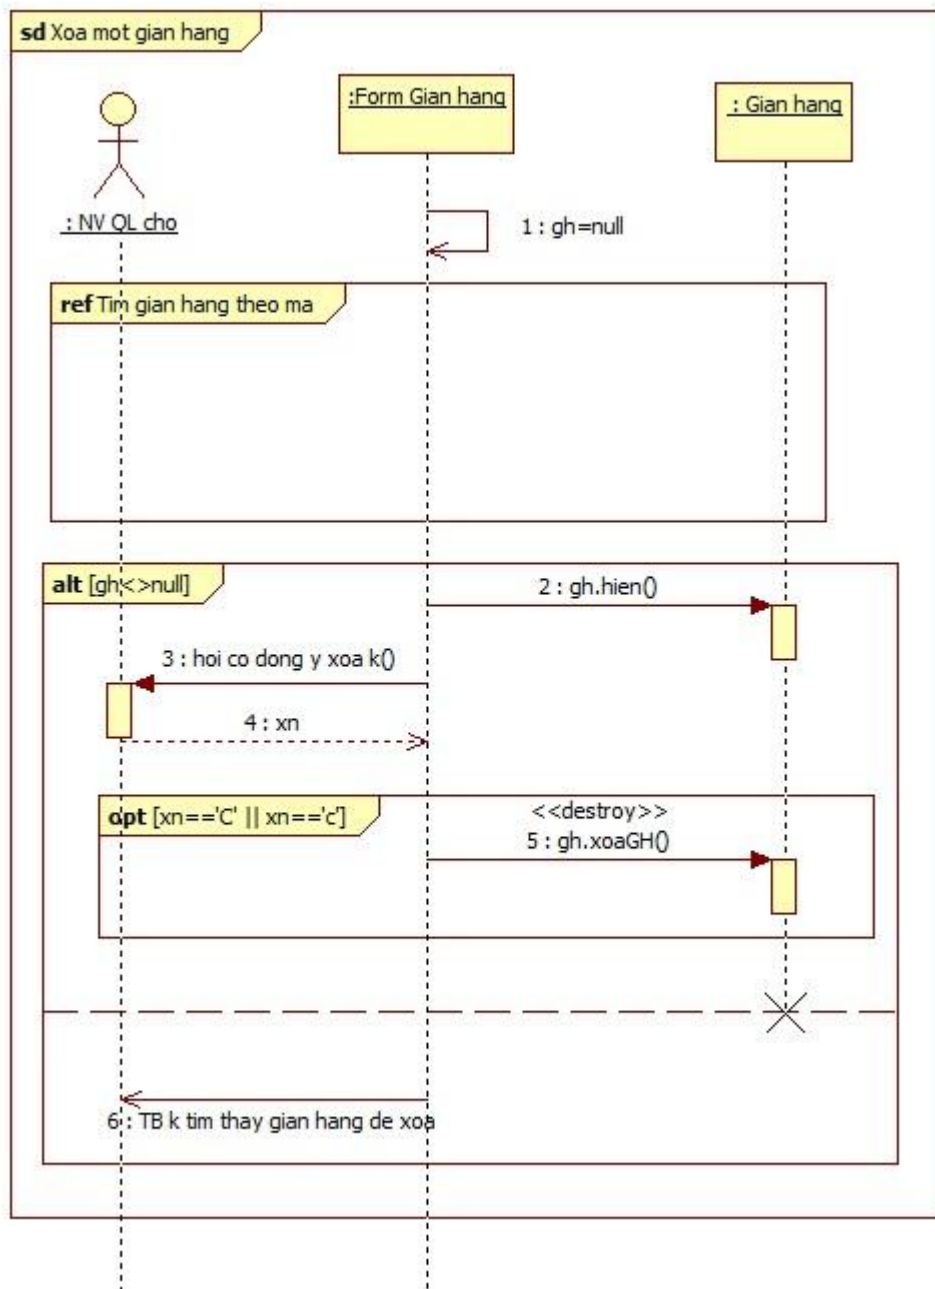 sd Xoa mot gian hang
:Form Gian hang
: Gian hang
: NV QL cho
1 : gh=null
ref Tim gian hang theo ma
alt [gh<>null]
2 : gh.hien()
3 : hoi co dong y xoa k()
4 : xn
opt [xn=='C' || xn=='c']
<<destroy>>
5 : gh.xoaGH()
6 : TB k tim thay gian hang de xoa